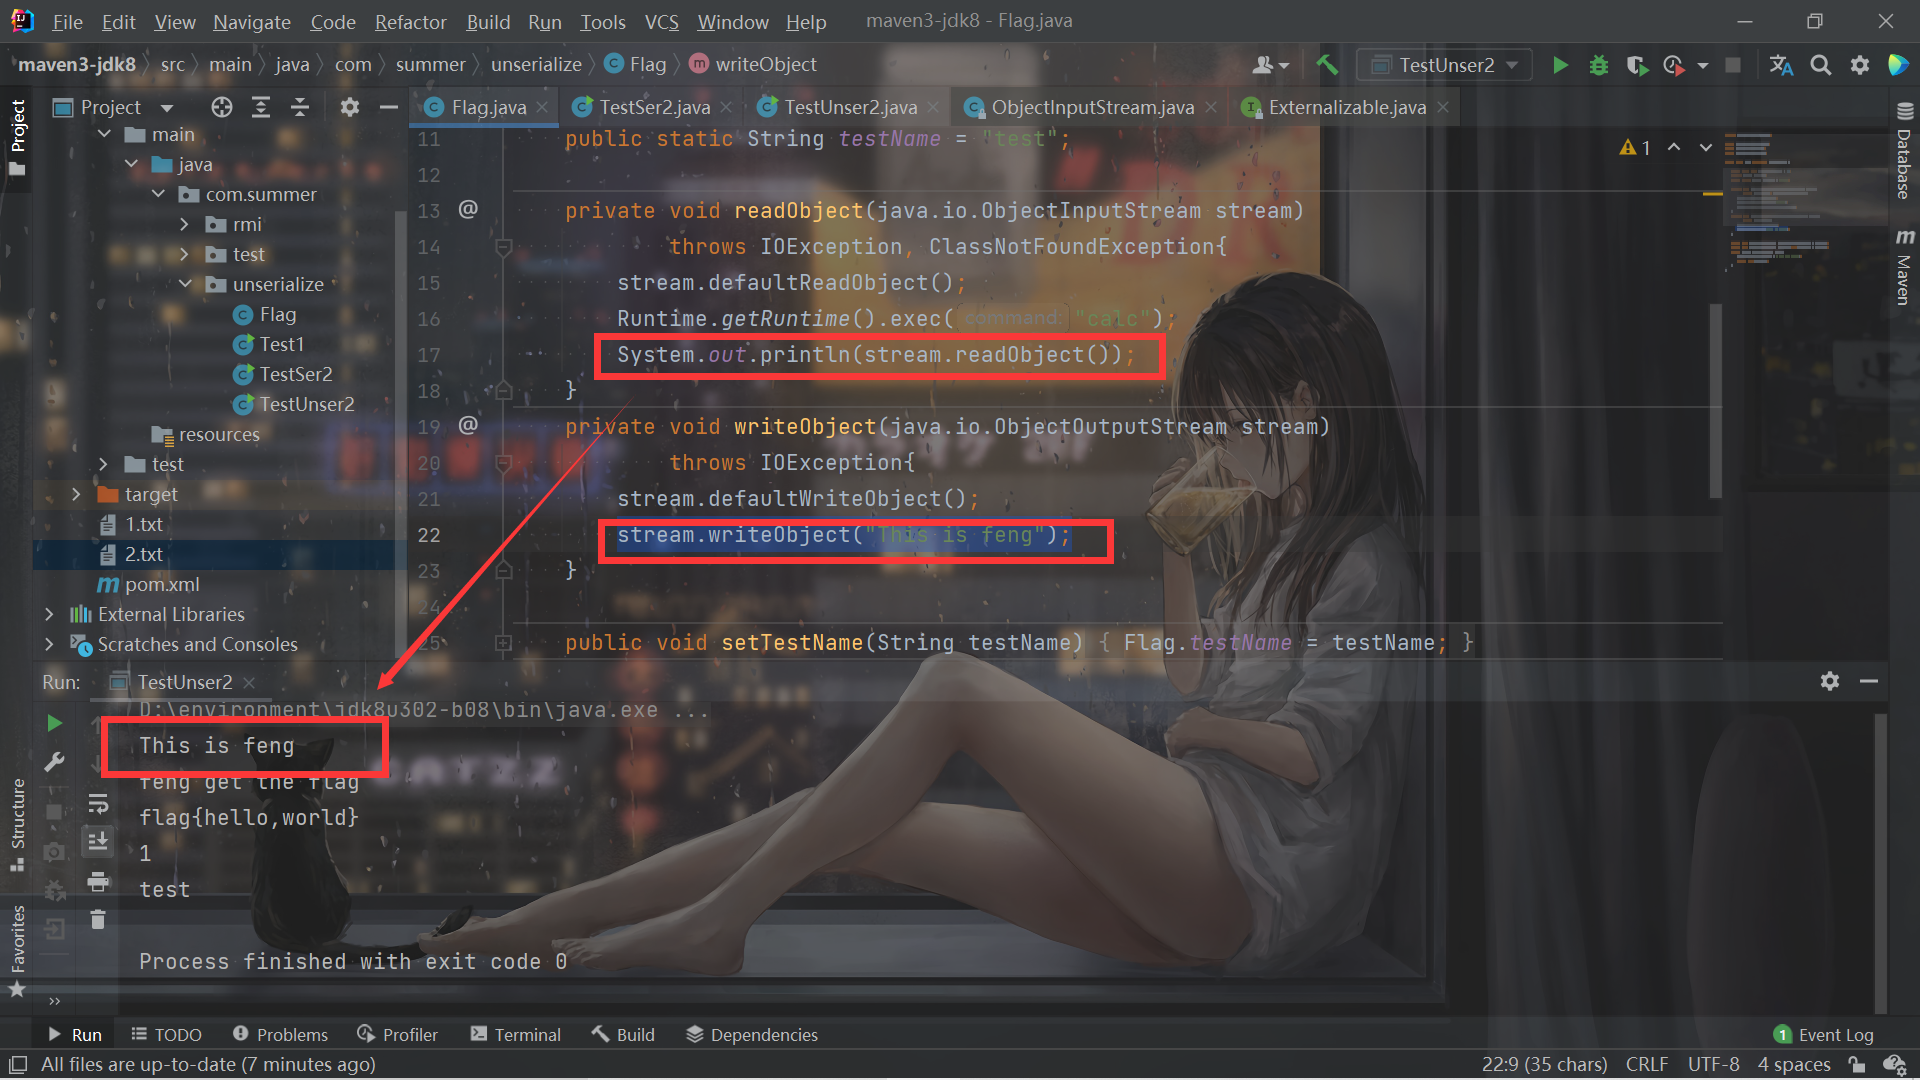 File Edit View Navigate Code Refactor Build Run Tools VCS Window Help maven3-jdk8 - Flag.java
maven3-jdk8 src main java com summer unserialize Flag writeObject TestUnser2
Project
Flag.java TestSer2.java TestUnser2.java ObjectInputStream.java Externalizable.java
main
java
com.summer
rmi
test
unserialize
Flag
Test1
TestSer2
TestUnser2
resources
test
target
1.txt
2.txt
pom.xml
External Libraries
Scratches and Consoles
11 public static String testName = "test";
12
13 @ private void readObject(java.io.ObjectInputStream stream)
14 throws IOException, ClassNotFoundException{
15 stream.defaultReadObject();
16 Runtime.getRuntime().exec( command: "calc");
17 System.out.println(stream.readObject());
18 }
19 @ private void writeObject(java.io.ObjectOutputStream stream)
20 throws IOException{
21 stream.defaultWriteObject();
22 stream.writeObject("This is feng");
23 }
24
25 public void setTestName(String testName) { Flag.testName = testName; }
1
Project
Structure
Favorites
Database
Maven
Run: TestUnser2
D:\environment\jdk8u302-b08\bin\java.exe ...
This is feng
feng get the flag
flag{hello,world}
1
test
Process finished with exit code 0
Run TODO Problems Profiler Terminal Build Dependencies 1 Event Log
All files are up-to-date (7 minutes ago) 22:9 (35 chars) CRLF UTF-8 4 spaces